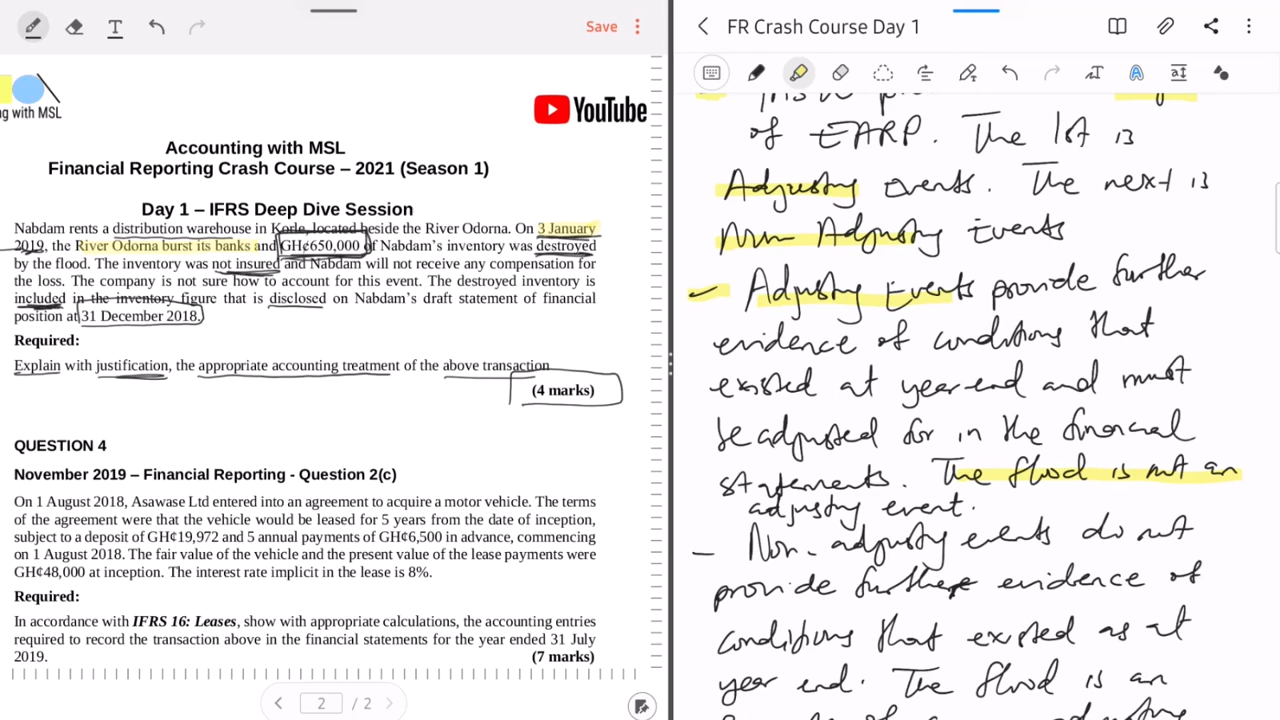 Save
FR Crash Course Day 1
ng with MSL
YouTube
Accounting with MSL
Financial Reporting Crash Course – 2021 (Season 1)
Day 1 – IFRS Deep Dive Session
Nabdam rents a distribution warehouse in Korle, located beside the River Odorna. On 3 January
2019, the River Odorna burst its banks and GH¢650,000 of Nabdam's inventory was destroyed
by the flood. The inventory was not insured and Nabdam will not receive any compensation for
the loss. The company is not sure how to account for this event. The destroyed inventory is
included in the inventory figure that is disclosed on Nabdam's draft statement of financial
position at 31 December 2018.
Required:
Explain with justification, the appropriate accounting treatment of the above transaction
(4 marks)
QUESTION 4
November 2019 – Financial Reporting - Question 2(c)
On 1 August 2018, Asawase Ltd entered into an agreement to acquire a motor vehicle. The terms
of the agreement were that the vehicle would be leased for 5 years from the date of inception,
subject to a deposit of GH¢19,972 and 5 annual payments of GH¢6,500 in advance, commencing
on 1 August 2018. The fair value of the vehicle and the present value of the lease payments were
GH¢48,000 at inception. The interest rate implicit in the lease is 8%.
Required:
In accordance with IFRS 16: Leases, show with appropriate calculations, the accounting entries
required to record the transaction above in the financial statements for the year ended 31 July
2019. (7 marks)
2 / 2
of EARP. The 1st is
Adjusting events. The next is
Non Adjusting Events
- Adjusting Events provide further
evidence of conditions that
existed at year end and must
be adjusted for in the financial
statements. The flood is not an
adjusting event.
- Non-adjusting events do not
provide further evidence of
conditions that existed as at
year end. The flood is an